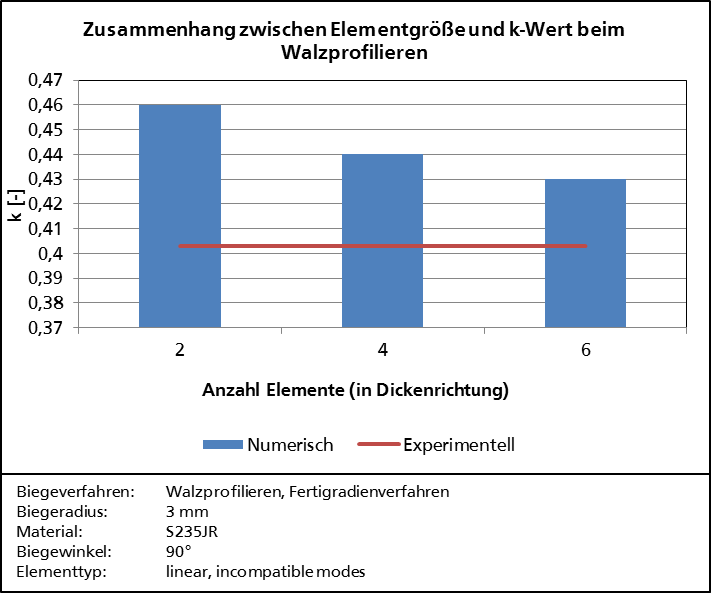 Zusammenhang zwischen Elementgröße und k-Wert beim
Walzprofilieren
0,47
0,46
0,45
0,44
0,43
0,42
0,41
0,4
0,39
0,38
0,37
k [-]
2 4 6
Anzahl Elemente (in Dickenrichtung)
Numerisch Experimentell
Biegeverfahren: Walzprofilieren, Fertigradienverfahren
Biegeradius: 3 mm
Material: S235JR
Biegewinkel: 90°
Elementtyp: linear, incompatible modes